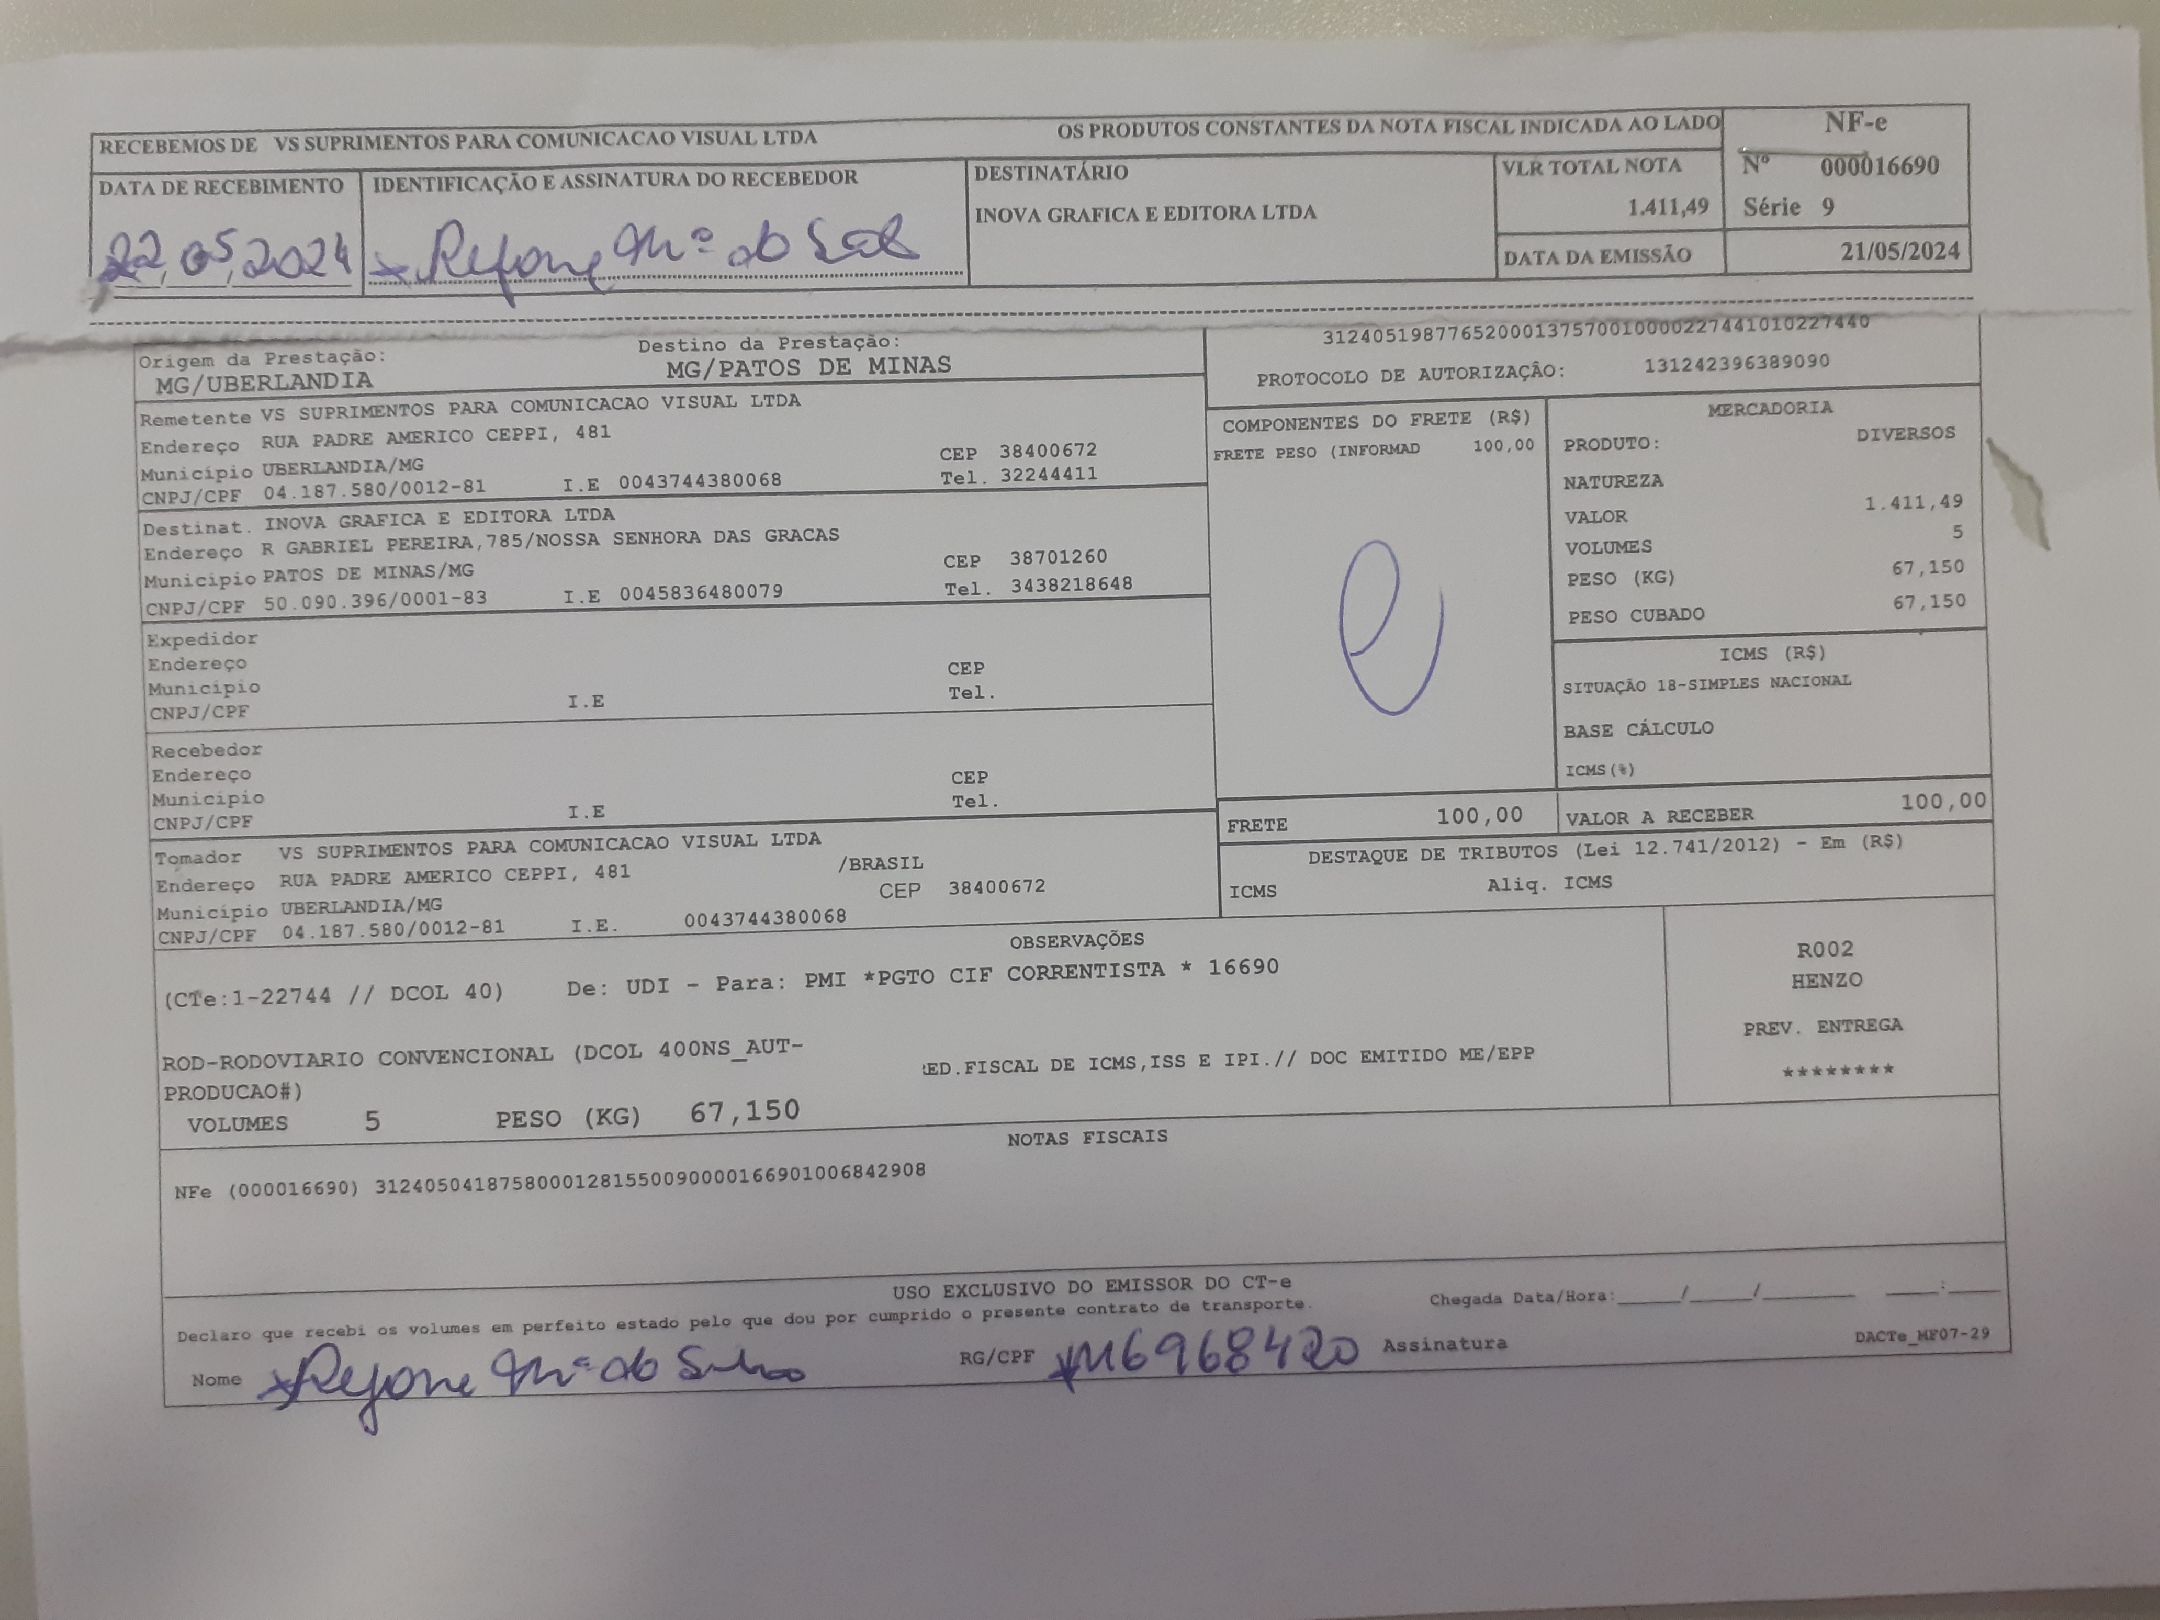 RECEBEMOS DE VS SUPRIMENTOS PARA COMUNICACAO VISUAL LTDA OS PRODUTOS CONSTANTES DA NOTA FISCAL INDICADA AO LADO
NF-e
Nº 000016690
Série 9
DATA DE RECEBIMENTO
22,05,2024
IDENTIFICAÇÃO E ASSINATURA DO RECEBEDOR
DESTINATÁRIO
INOVA GRAFICA E EDITORA LTDA
VLR TOTAL NOTA
1.411,49
DATA DA EMISSÃO 21/05/2024
Origem da Prestação:
MG/UBERLANDIA
Destino da Prestação:
MG/PATOS DE MINAS
31240519877652000137570010000227441010227440
PROTOCOLO DE AUTORIZAÇÃO: 131242396389090
Remetente VS SUPRIMENTOS PARA COMUNICACAO VISUAL LTDA
Endereço RUA PADRE AMERICO CEPPI, 481 CEP 38400672
Município UBERLANDIA/MG Tel. 32244411
CNPJ/CPF 04.187.580/0012-81 I.E 0043744380068
Destinat. INOVA GRAFICA E EDITORA LTDA
Endereço R GABRIEL PEREIRA,785/NOSSA SENHORA DAS GRACAS CEP 38701260
Município PATOS DE MINAS/MG Tel. 3438218648
CNPJ/CPF 50.090.396/0001-83 I.E 0045836480079
Expedidor
Endereço CEP
Município Tel.
CNPJ/CPF I.E
Recebedor
Endereço CEP
Município Tel.
CNPJ/CPF I.E
Tomador VS SUPRIMENTOS PARA COMUNICACAO VISUAL LTDA
Endereço RUA PADRE AMERICO CEPPI, 481 /BRASIL
Município UBERLANDIA/MG CEP 38400672
CNPJ/CPF 04.187.580/0012-81 I.E. 0043744380068
COMPONENTES DO FRETE (R$)
FRETE PESO (INFORMAD 100,00
MERCADORIA
PRODUTO: DIVERSOS
NATUREZA
VALOR 1.411,49
VOLUMES 5
PESO (KG) 67,150
PESO CUBADO 67,150
ICMS (R$)
SITUAÇÃO 18-SIMPLES NACIONAL
BASE CÁLCULO
ICMS(%)
FRETE 100,00
VALOR A RECEBER 100,00
DESTAQUE DE TRIBUTOS (Lei 12.741/2012) - Em (R$)
ICMS Aliq. ICMS
OBSERVAÇÕES
(CTe:1-22744 // DCOL 40) De: UDI - Para: PMI *PGTO CIF CORRENTISTA * 16690
ROD-RODOVIARIO CONVENCIONAL (DCOL 400NS_AUT-
PRODUCAO#)
ED.FISCAL DE ICMS,ISS E IPI.// DOC EMITIDO ME/EPP
VOLUMES 5 PESO (KG) 67,150
R002
HENZO
PREV. ENTREGA
********
NOTAS FISCAIS
NFe (000016690) 31240504187580001281550090000166901006842908
USO EXCLUSIVO DO EMISSOR DO CT-e
Declaro que recebi os volumes em perfeito estado pelo que dou por cumprido o presente contrato de transporte.
Chegada Data/Hora:_____/_____/________ _____:_____
Nome RG/CPF M6968420 Assinatura
DACTe_MF07-29